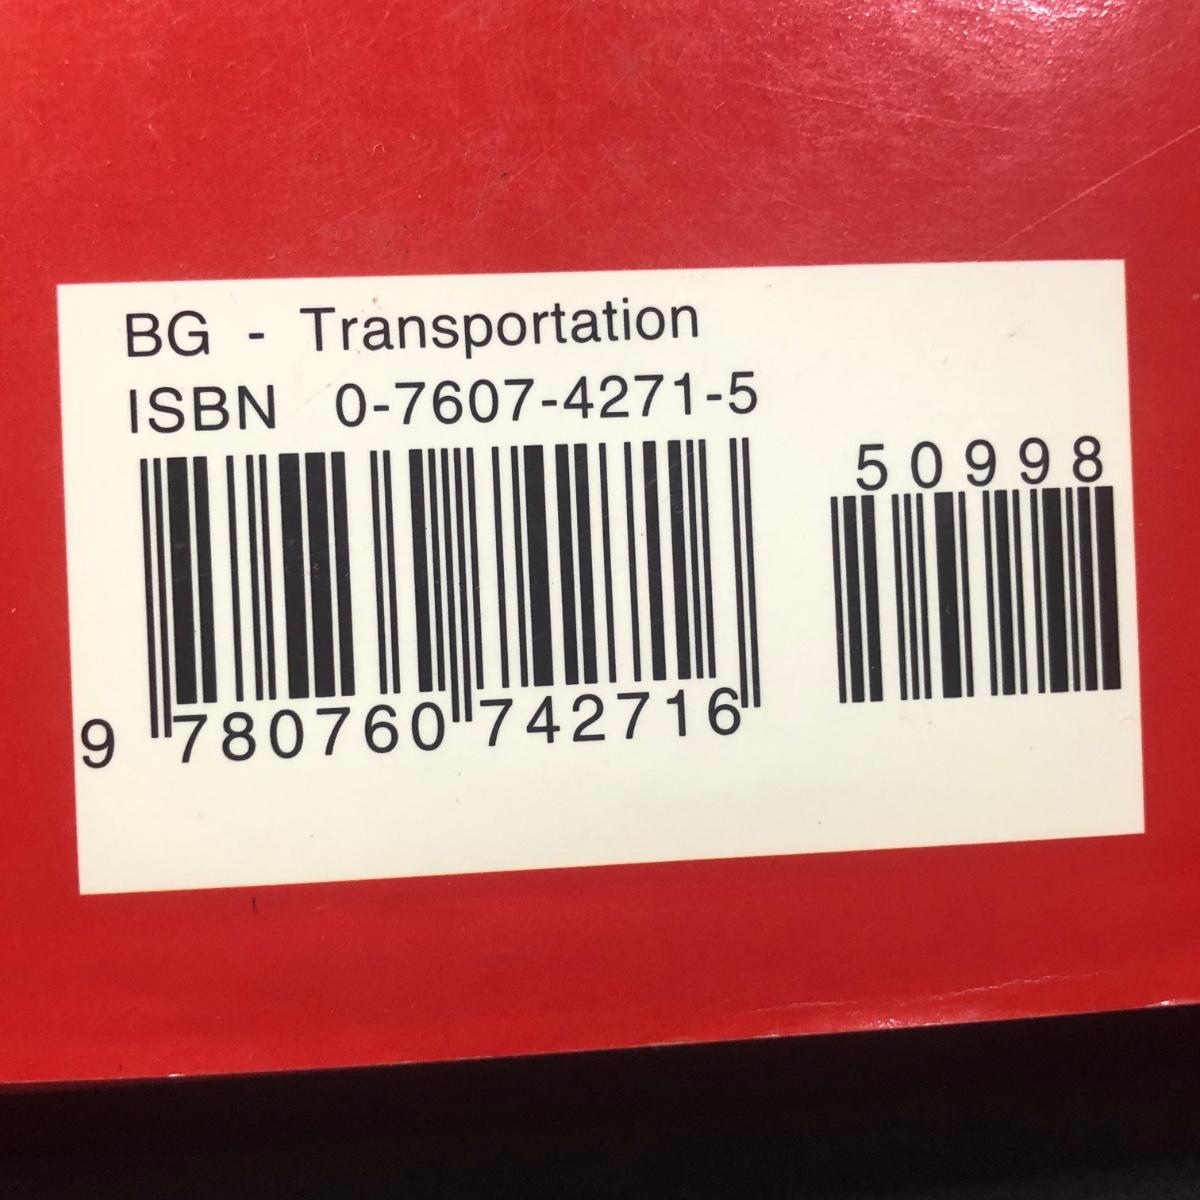 BG - Transportation
ISBN 0-7607-4271-5
50998
9 780760 742716